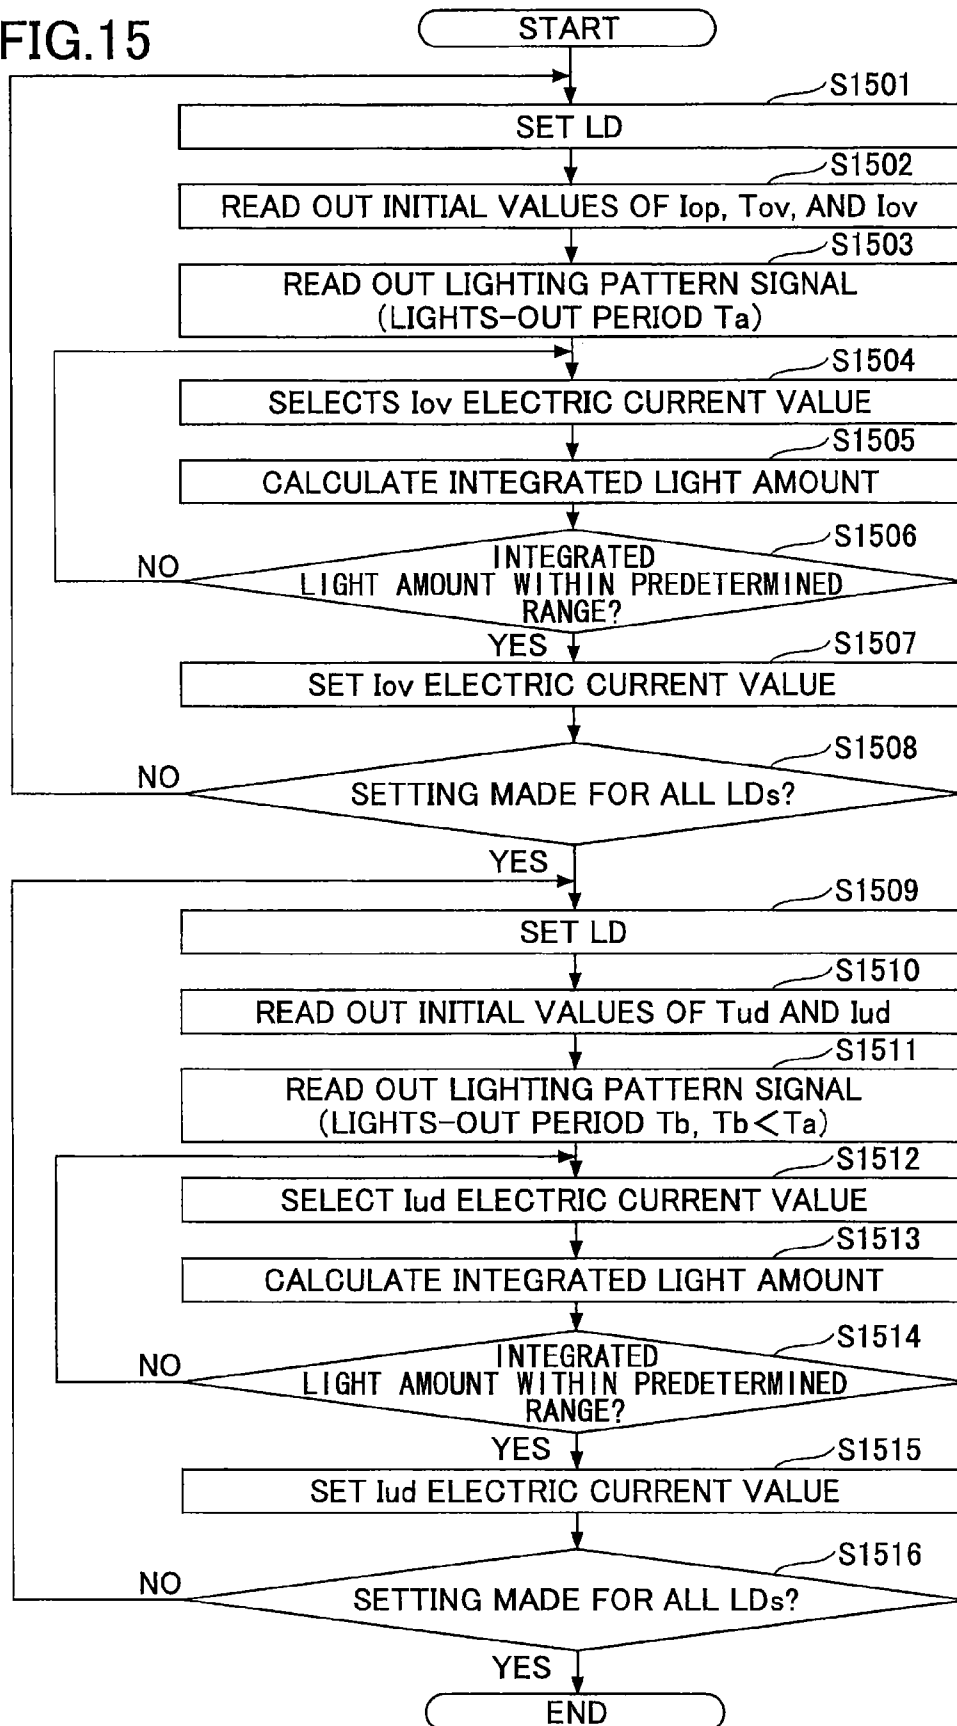 FIG.15
START
S1501
SET LD
S1502
READ OUT INITIAL VALUES OF Iop, Tov, AND Iov
S1503
READ OUT LIGHTING PATTERN SIGNAL
(LIGHTS-OUT PERIOD Ta)
S1504
SELECTS Iov ELECTRIC CURRENT VALUE
S1505
CALCULATE INTEGRATED LIGHT AMOUNT
S1506
INTEGRATED
LIGHT AMOUNT WITHIN PREDETERMINED
RANGE?
NO
YES
S1507
SET Iov ELECTRIC CURRENT VALUE
S1508
SETTING MADE FOR ALL LDs?
NO
YES
S1509
SET LD
S1510
READ OUT INITIAL VALUES OF Tud AND Iud
S1511
READ OUT LIGHTING PATTERN SIGNAL
(LIGHTS-OUT PERIOD Tb, Tb<Ta)
S1512
SELECT Iud ELECTRIC CURRENT VALUE
S1513
CALCULATE INTEGRATED LIGHT AMOUNT
S1514
INTEGRATED
LIGHT AMOUNT WITHIN PREDETERMINED
RANGE?
NO
YES
S1515
SET Iud ELECTRIC CURRENT VALUE
S1516
SETTING MADE FOR ALL LDs?
NO
YES
END